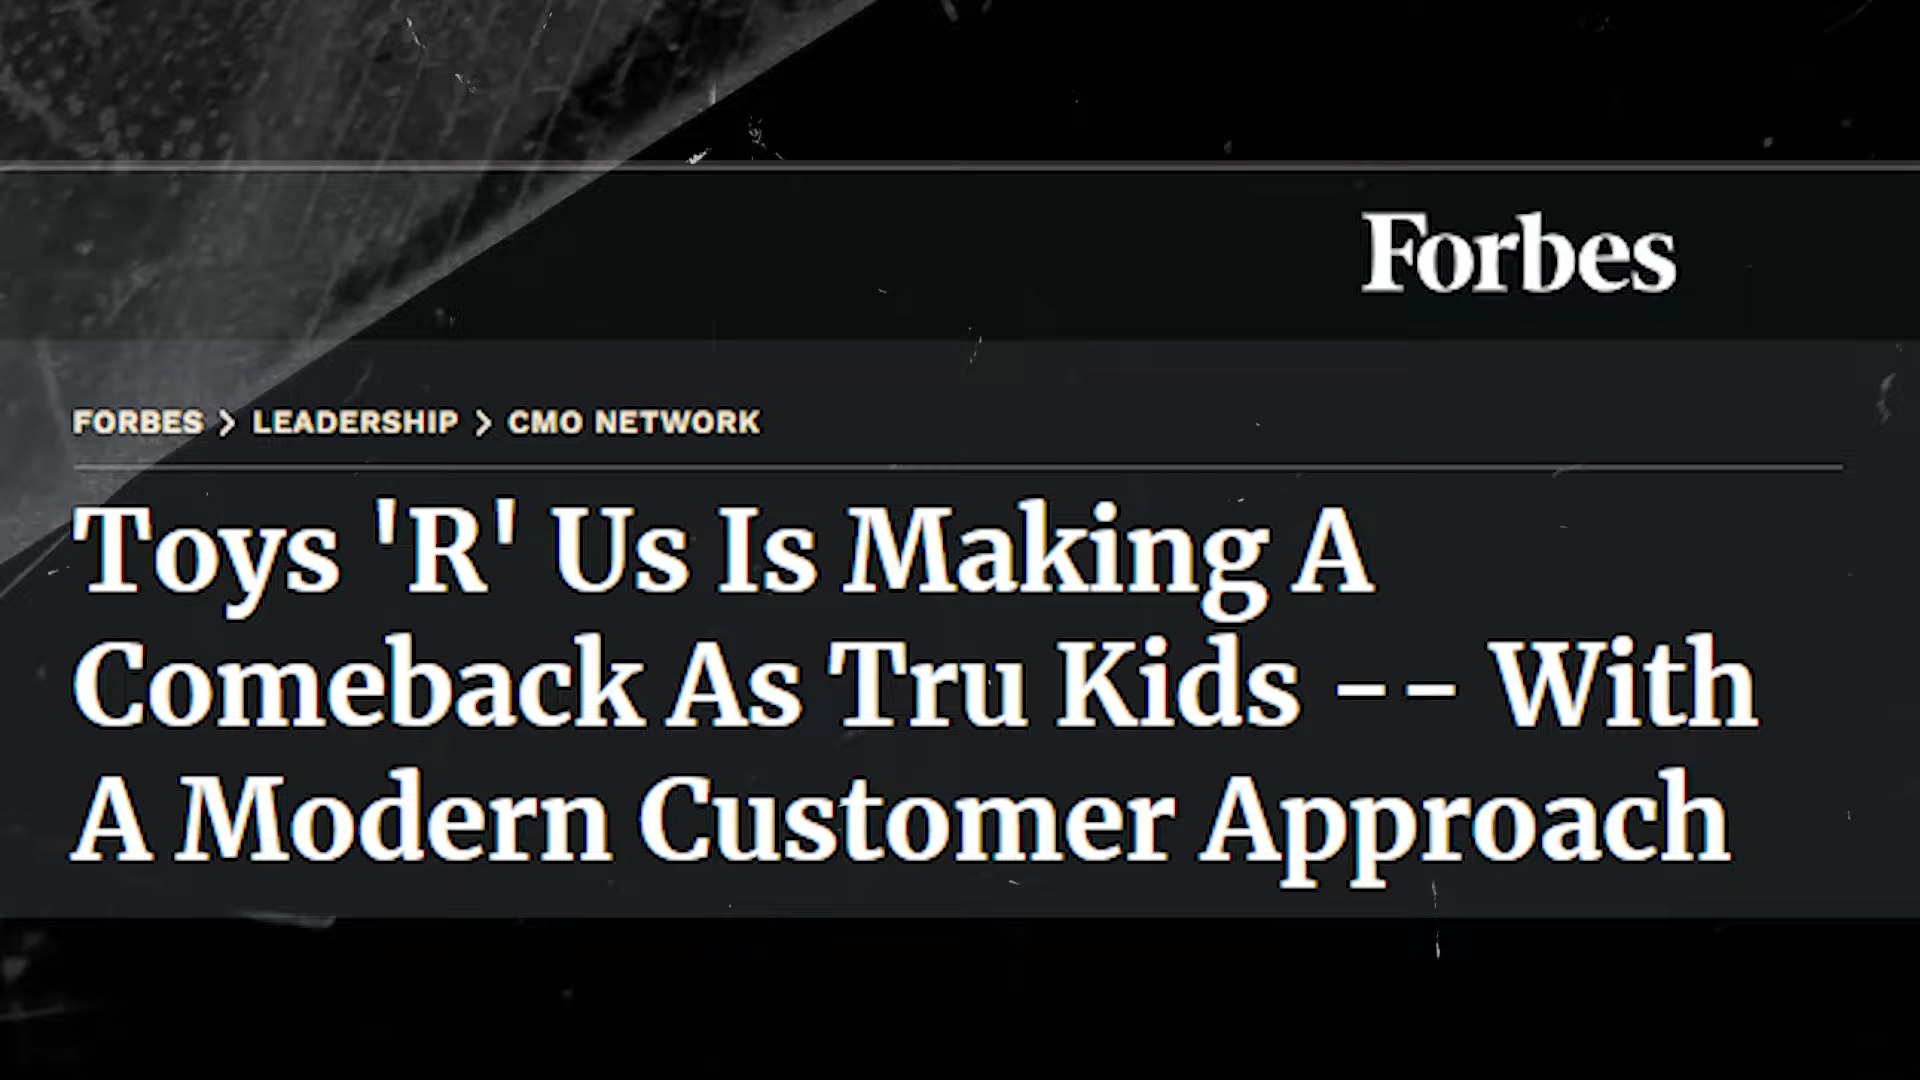 Forbes
FORBES > LEADERSHIP > CMO NETWORK
Toys 'R' Us Is Making A
Comeback As Tru Kids -- With
A Modern Customer Approach